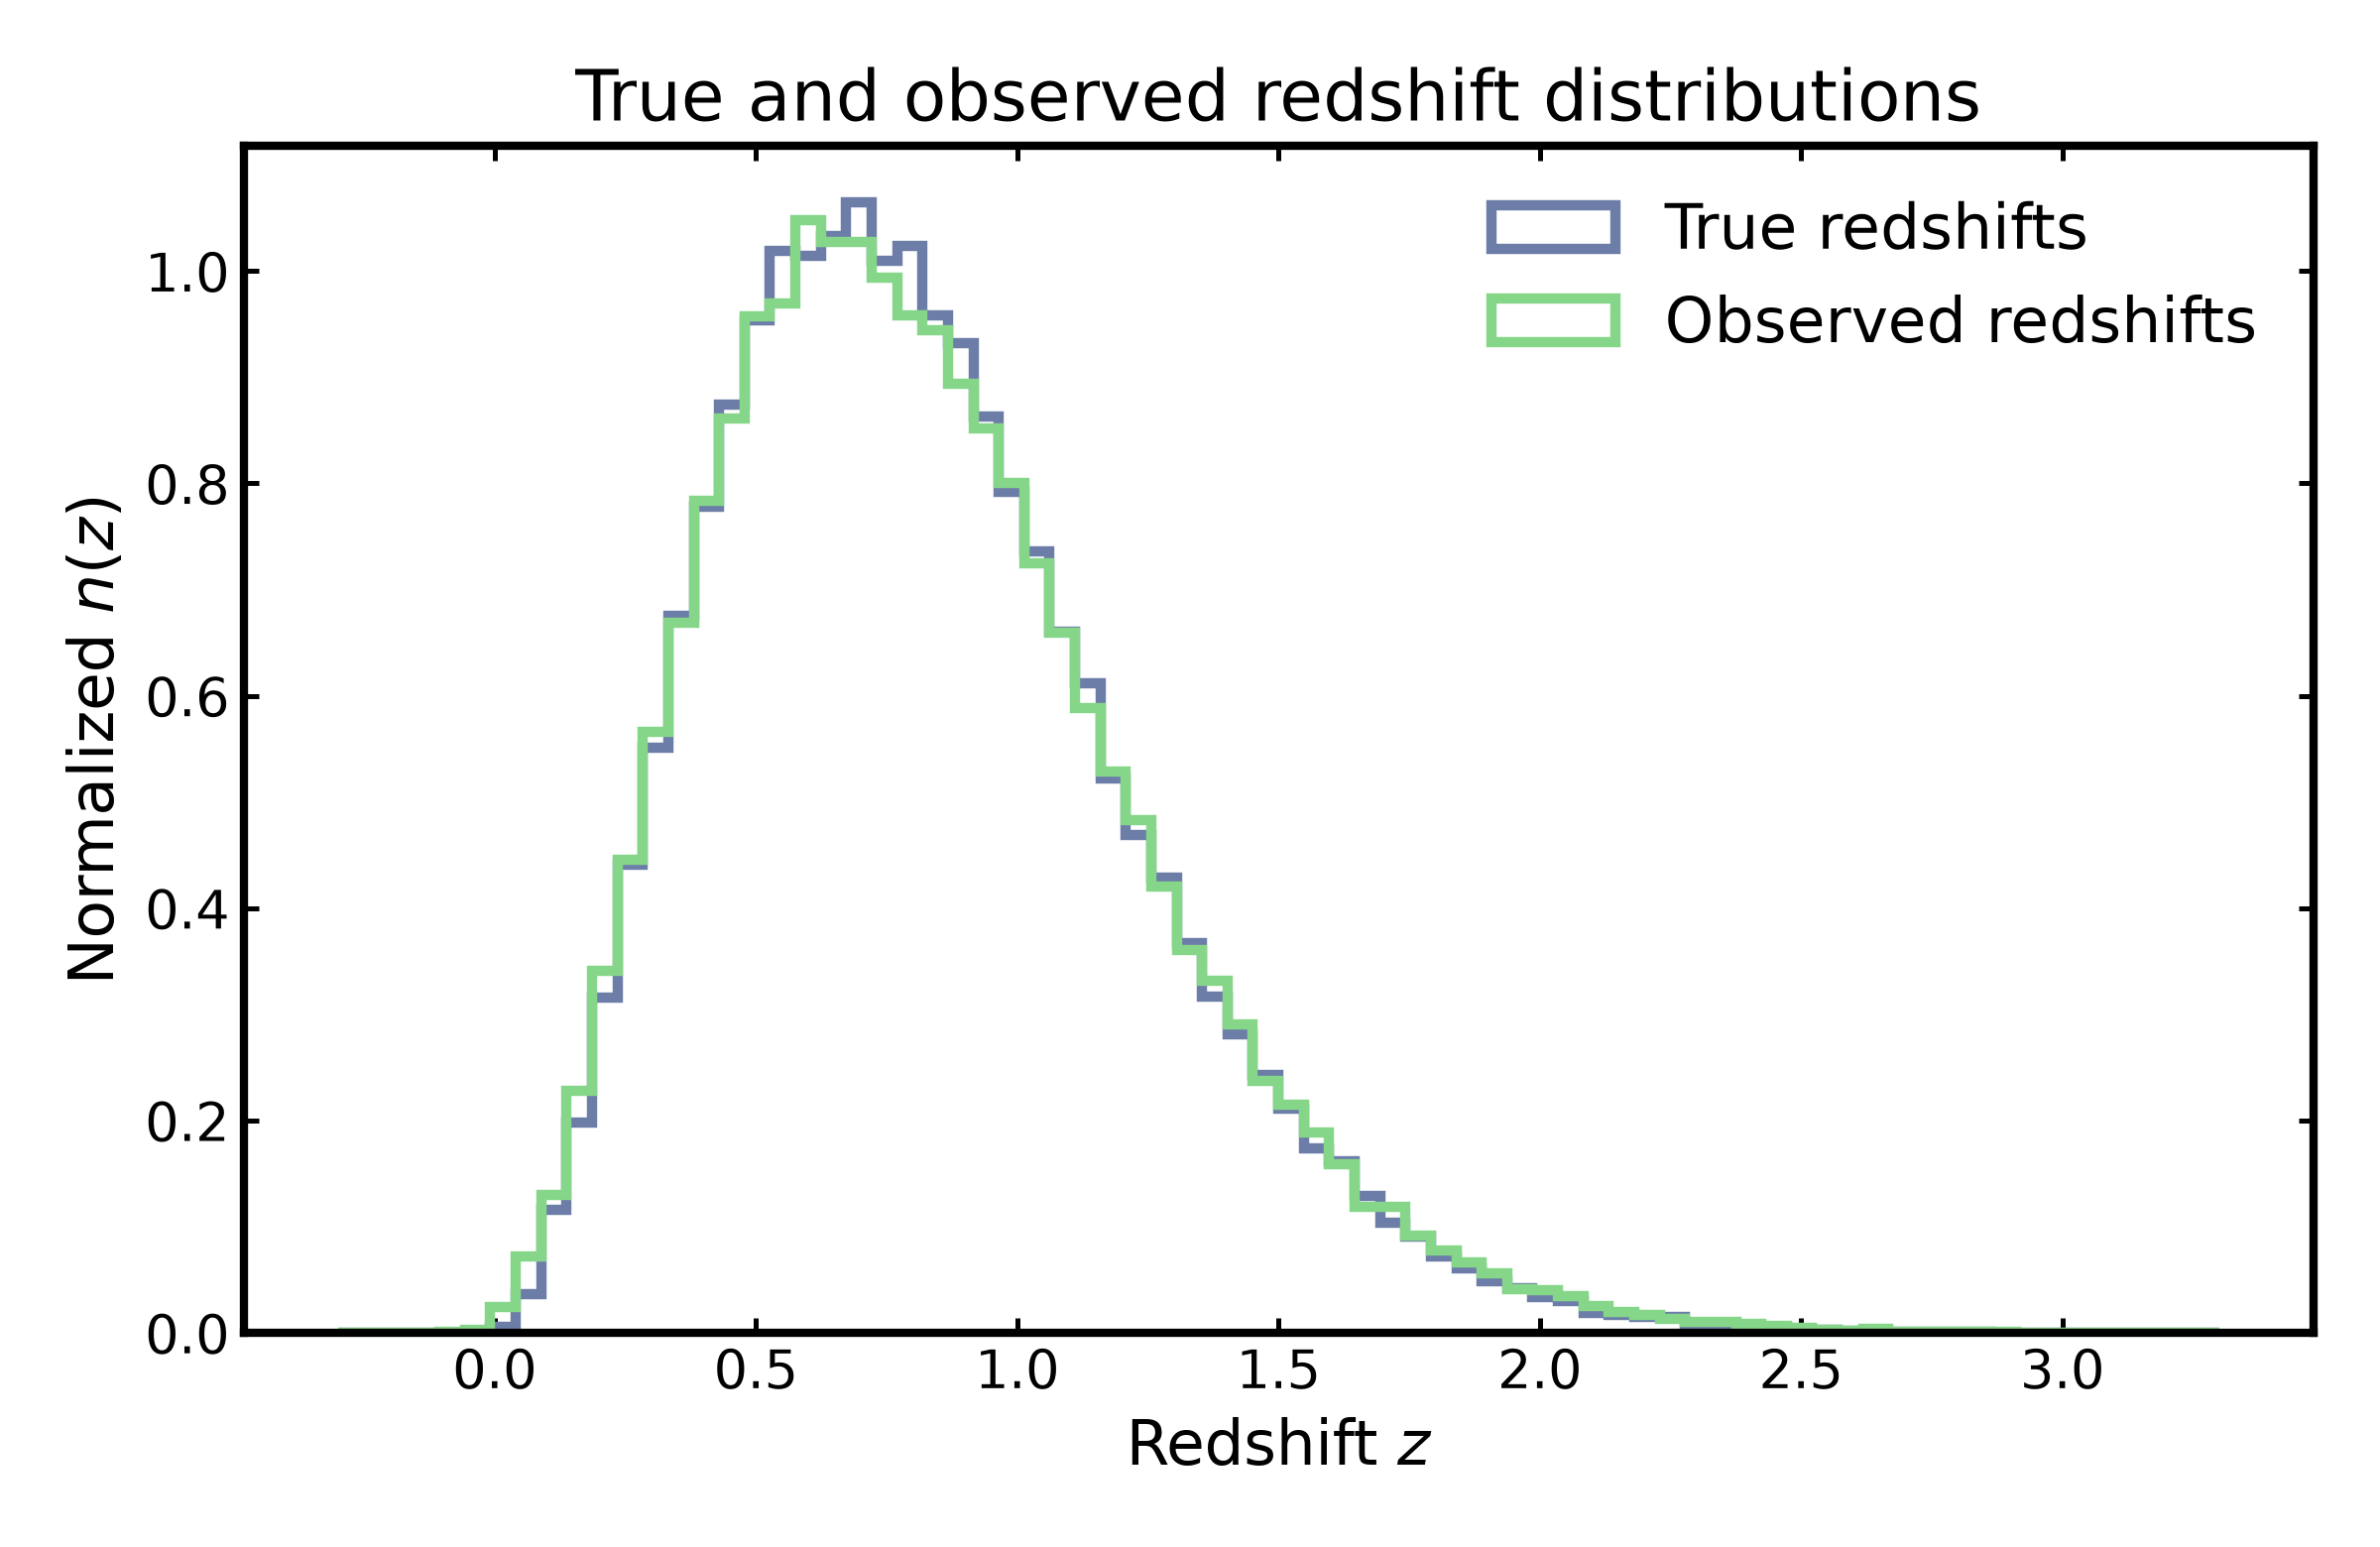 True and observed redshift distributions
True redshifts
Observed redshifts
Normalized n(z)
1.0
0.8
0.6
0.4
0.2
0.0
0.0 0.5 1.0 1.5 2.0 2.5 3.0
Redshift z